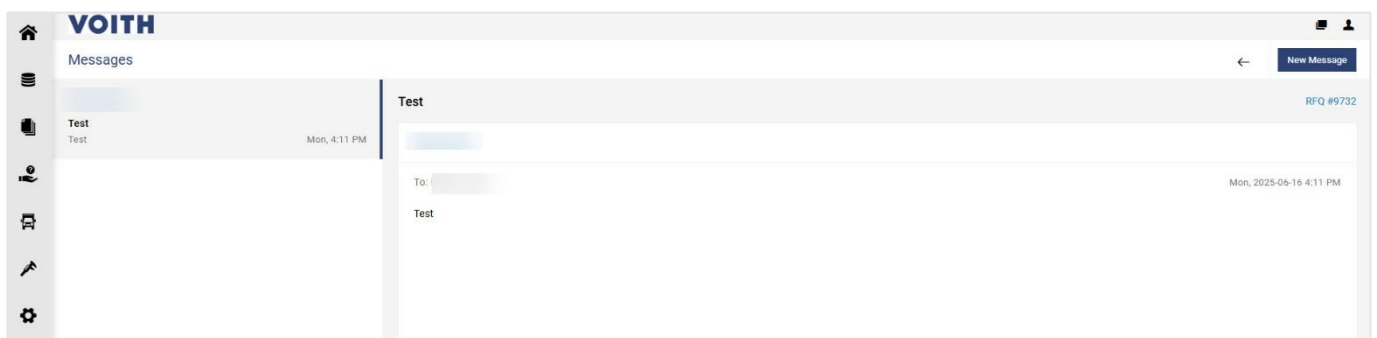 VOITH
Messages
New Message
Test
Test
Mon, 4:11 PM
Test
RFQ #9732
To:
Mon, 2025-06-16 4:11 PM
Test